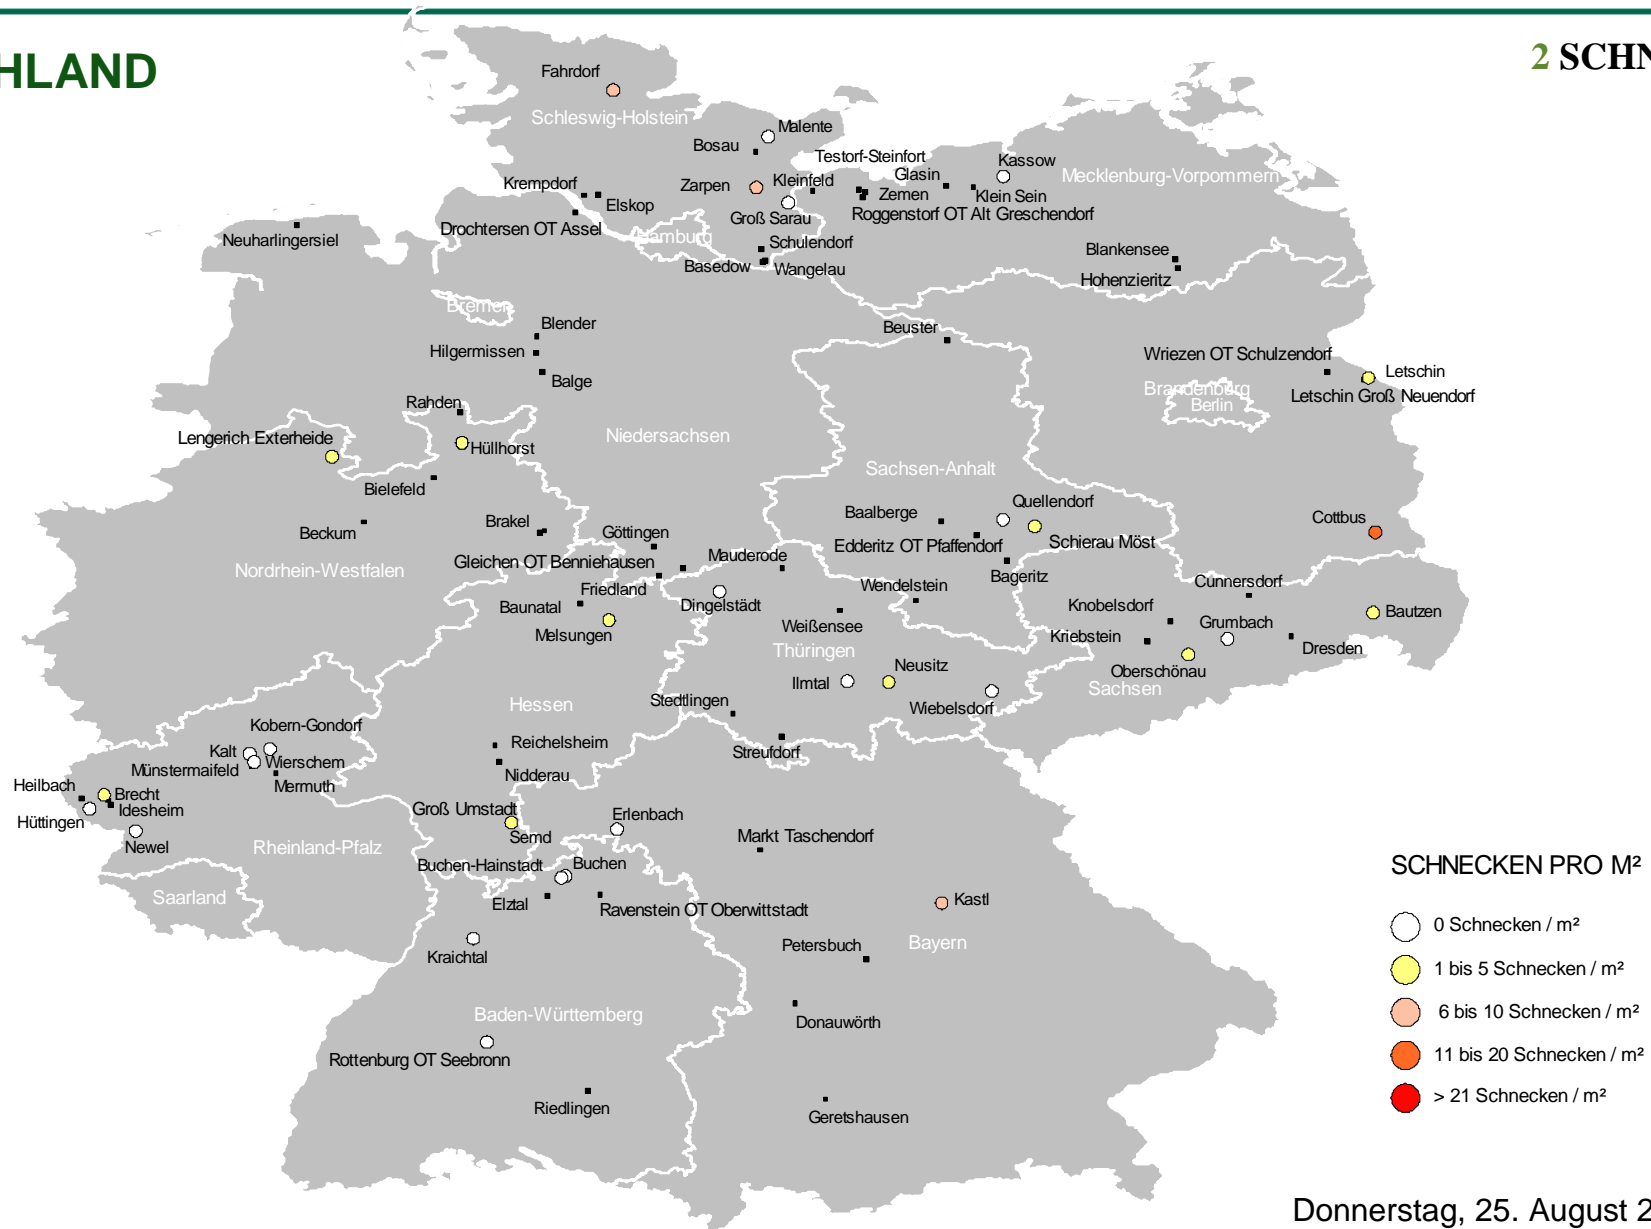 HLAND
2 SCHN
Fahrdorf
Schleswig-Holstein
Malente
Bosau
Testorf-Steinfort
Kassow
Zarpen
Kleinfeld
Glasin
Mecklenburg-Vorpommern
Krempdorf
Elskop
Zemen
Klein Sein
Groß Sarau
Roggenstorf OT Alt Greschendorf
Drochtersen OT Assel
Neuharlingersiel
Hamburg
Schulendorf
Basedow
Wangelau
Blankensee
Hohenzieritz
Bremen
Blender
Beuster
Hilgermissen
Wriezen OT Schulzendorf
Balge
Letschin
Brandenburg
Letschin Groß Neuendorf
Berlin
Rahden
Lengerich Exterheide
Niedersachsen
Hüllhorst
Sachsen-Anhalt
Bielefeld
Quellendorf
Baalberge
Cottbus
Beckum
Brakel
Göttingen
Edderitz OT Pfaffendorf
Schierau Möst
Gleichen OT Benniehausen
Mauderode
Nordrhein-Westfalen
Bageritz
Friedland
Wendelstein
Cunnersdorf
Baunatal
Dingelstädt
Knobelsdorf
Bautzen
Melsungen
Weißensee
Grumbach
Kriebstein
Thüringen
Dresden
Neusitz
Oberschönau
Ilmtal
Sachsen
Stedtlingen
Hessen
Wiebelsdorf
Kobern-Gondorf
Reichelsheim
Streufdorf
Kalt
Wierschem
Münstermaifeld
Nidderau
Heilbach
Mermuth
Brecht
Idesheim
Groß Umstadt
Erlenbach
Hüttingen
Semd
Markt Taschendorf
Newel
Rheinland-Pfalz
Buchen-Hainstadt
Buchen
SCHNECKEN PRO M²
Saarland
Elztal
Ravenstein OT Oberwittstadt
Kastl
0 Schnecken / m²
Kraichtal
Petersbuch
Bayern
1 bis 5 Schnecken / m²
Baden-Württemberg
Donauwörth
6 bis 10 Schnecken / m²
Rottenburg OT Seebronn
11 bis 20 Schnecken / m²
Riedlingen
Geretshausen
> 21 Schnecken / m²
Donnerstag, 25. August 2